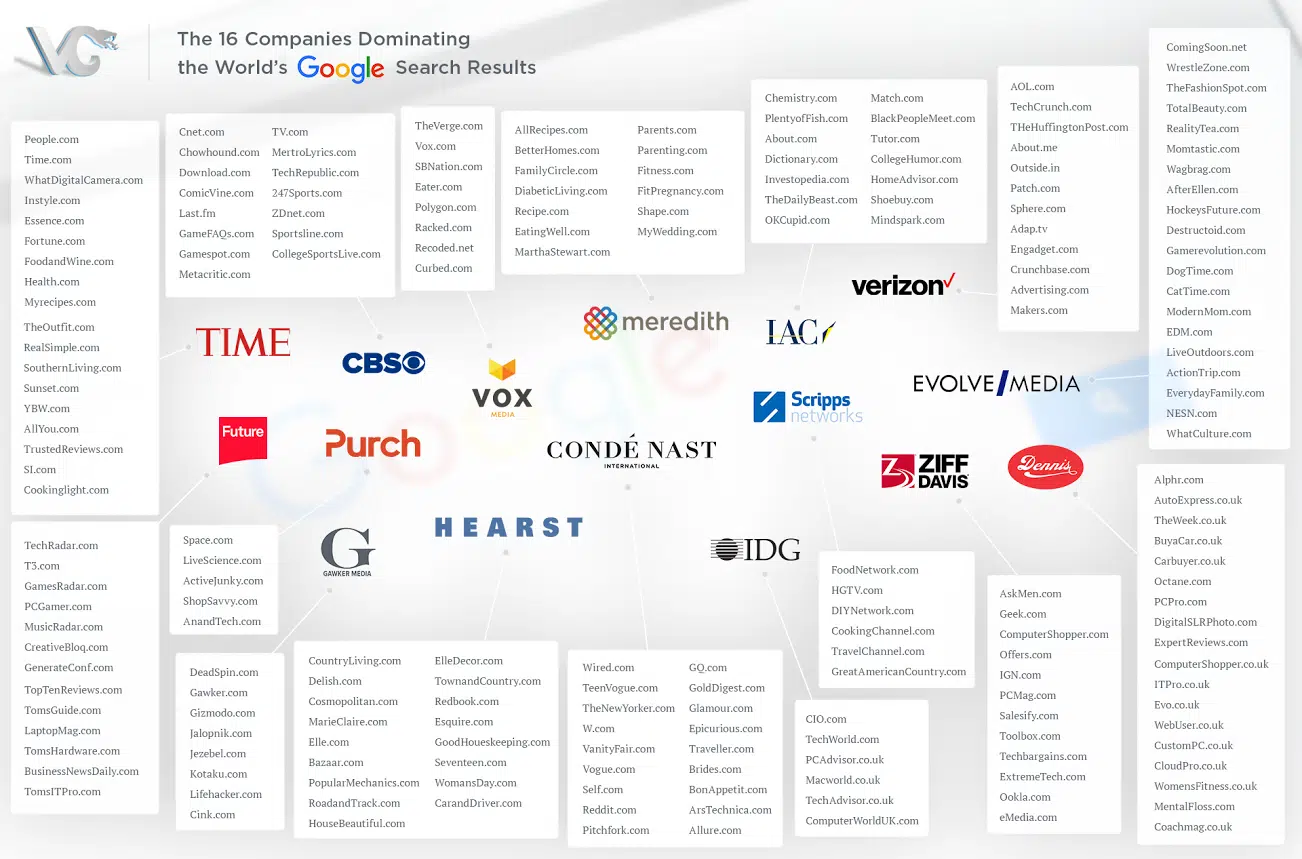 VG
The 16 Companies Dominating
the World's Google Search Results
People.com
Time.com
WhatDigitalCamera.com
Instyle.com
Essence.com
Fortune.com
FoodandWine.com
Health.com
Myrecipes.com
TheOutfit.com
RealSimple.com
SouthernLiving.com
Sunset.com
YBW.com
AllYou.com
TrustedReviews.com
SI.com
Cookinglight.com
Cnet.com
Chowhound.com
Download.com
ComicVine.com
Last.fm
GameFAQs.com
Gamespot.com
Metacritic.com
TV.com
MertroLyrics.com
TechRepublic.com
247Sports.com
ZDnet.com
Sportsline.com
CollegeSportsLive.com
TheVerge.com
Vox.com
SBNation.com
Eater.com
Polygon.com
Racked.com
Recoded.net
Curbed.com
AllRecipes.com
BetterHomes.com
FamilyCircle.com
DiabeticLiving.com
Recipe.com
EatingWell.com
MarthaStewart.com
Parents.com
Parenting.com
Fitness.com
FitPregnancy.com
Shape.com
MyWedding.com
Chemistry.com
PlentyofFish.com
About.com
Dictionary.com
Investopedia.com
TheDailyBeast.com
OKCupid.com
Match.com
BlackPeopleMeet.com
Tutor.com
CollegeHumor.com
HomeAdvisor.com
Shoebuy.com
Mindspark.com
AOL.com
TechCrunch.com
THeHuffingtonPost.com
About.me
Outside.in
Patch.com
Sphere.com
Adap.tv
Engadget.com
Crunchbase.com
Advertising.com
Makers.com
ComingSoon.net
WrestleZone.com
TheFashionSpot.com
TotalBeauty.com
RealityTea.com
Momtastic.com
Wagbrag.com
AfterEllen.com
HockeysFuture.com
Destructoid.com
Gamerevolution.com
DogTime.com
CatTime.com
ModernMom.com
EDM.com
LiveOutdoors.com
ActionTrip.com
EverydayFamily.com
NESN.com
WhatCulture.com
TIME
CBS
VOX
MEDIA
meredith
IAC
verizon
EVOLVE/MEDIA
Scripps
networks
Future
Purch
CONDÉ NAST
INTERNATIONAL
ZIFF
DAVIS
Dennis
G
GAWKER MEDIA
HEARST
IDG
TechRadar.com
T3.com
GamesRadar.com
PCGamer.com
MusicRadar.com
CreativeBloq.com
GenerateConf.com
TopTenReviews.com
TomsGuide.com
LaptopMag.com
TomsHardware.com
BusinessNewsDaily.com
TomsITPro.com
Space.com
LiveScience.com
ActiveJunky.com
ShopSavvy.com
AnandTech.com
DeadSpin.com
Gawker.com
Gizmodo.com
Jalopnik.com
Jezebel.com
Kotaku.com
Lifehacker.com
Cink.com
CountryLiving.com
Delish.com
Cosmopolitan.com
MarieClaire.com
Elle.com
Bazaar.com
PopularMechanics.com
RoadandTrack.com
HouseBeautiful.com
ElleDecor.com
TownandCountry.com
Redbook.com
Esquire.com
GoodHoueskeeping.com
Seventeen.com
WomansDay.com
CarandDriver.com
Wired.com
TeenVogue.com
TheNewYorker.com
W.com
VanityFair.com
Vogue.com
Self.com
Reddit.com
Pitchfork.com
GQ.com
GoldDigest.com
Glamour.com
Epicurious.com
Traveller.com
Brides.com
BonAppetit.com
ArsTechnica.com
Allure.com
FoodNetwork.com
HGTV.com
DIYNetwork.com
CookingChannel.com
TravelChannel.com
GreatAmericanCountry.com
CIO.com
TechWorld.com
PCAdvisor.co.uk
Macworld.co.uk
TechAdvisor.co.uk
ComputerWorldUK.com
AskMen.com
Geek.com
ComputerShopper.com
Offers.com
IGN.com
PCMag.com
Salesify.com
Toolbox.com
Techbargains.com
ExtremeTech.com
Ookla.com
eMedia.com
Alphr.com
AutoExpress.co.uk
TheWeek.co.uk
BuyaCar.co.uk
Carbuyer.co.uk
Octane.com
PCPro.com
DigitalSLRPhoto.com
ExpertReviews.com
ComputerShopper.co.uk
ITPro.co.uk
Evo.co.uk
WebUser.co.uk
CustomPC.co.uk
CloudPro.co.uk
WomensFitness.co.uk
MentalFloss.com
Coachmag.co.uk